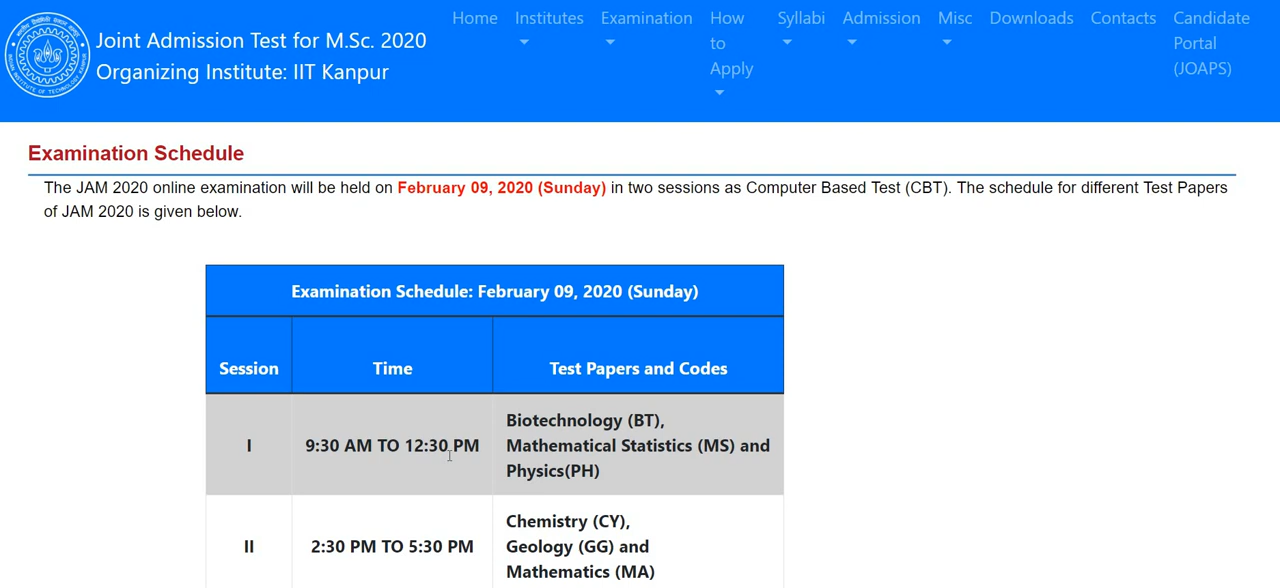 Home Institutes Examination How to Apply Syllabi Admission Misc Downloads Contacts Candidate Portal (JOAPS)
Joint Admission Test for M.Sc. 2020
Organizing Institute: IIT Kanpur
Examination Schedule
The JAM 2020 online examination will be held on February 09, 2020 (Sunday) in two sessions as Computer Based Test (CBT). The schedule for different Test Papers
of JAM 2020 is given below.
Examination Schedule: February 09, 2020 (Sunday)
Session Time Test Papers and Codes
I 9:30 AM TO 12:30 PM
Biotechnology (BT),
Mathematical Statistics (MS) and
Physics(PH)
II 2:30 PM TO 5:30 PM
Chemistry (CY),
Geology (GG) and
Mathematics (MA)